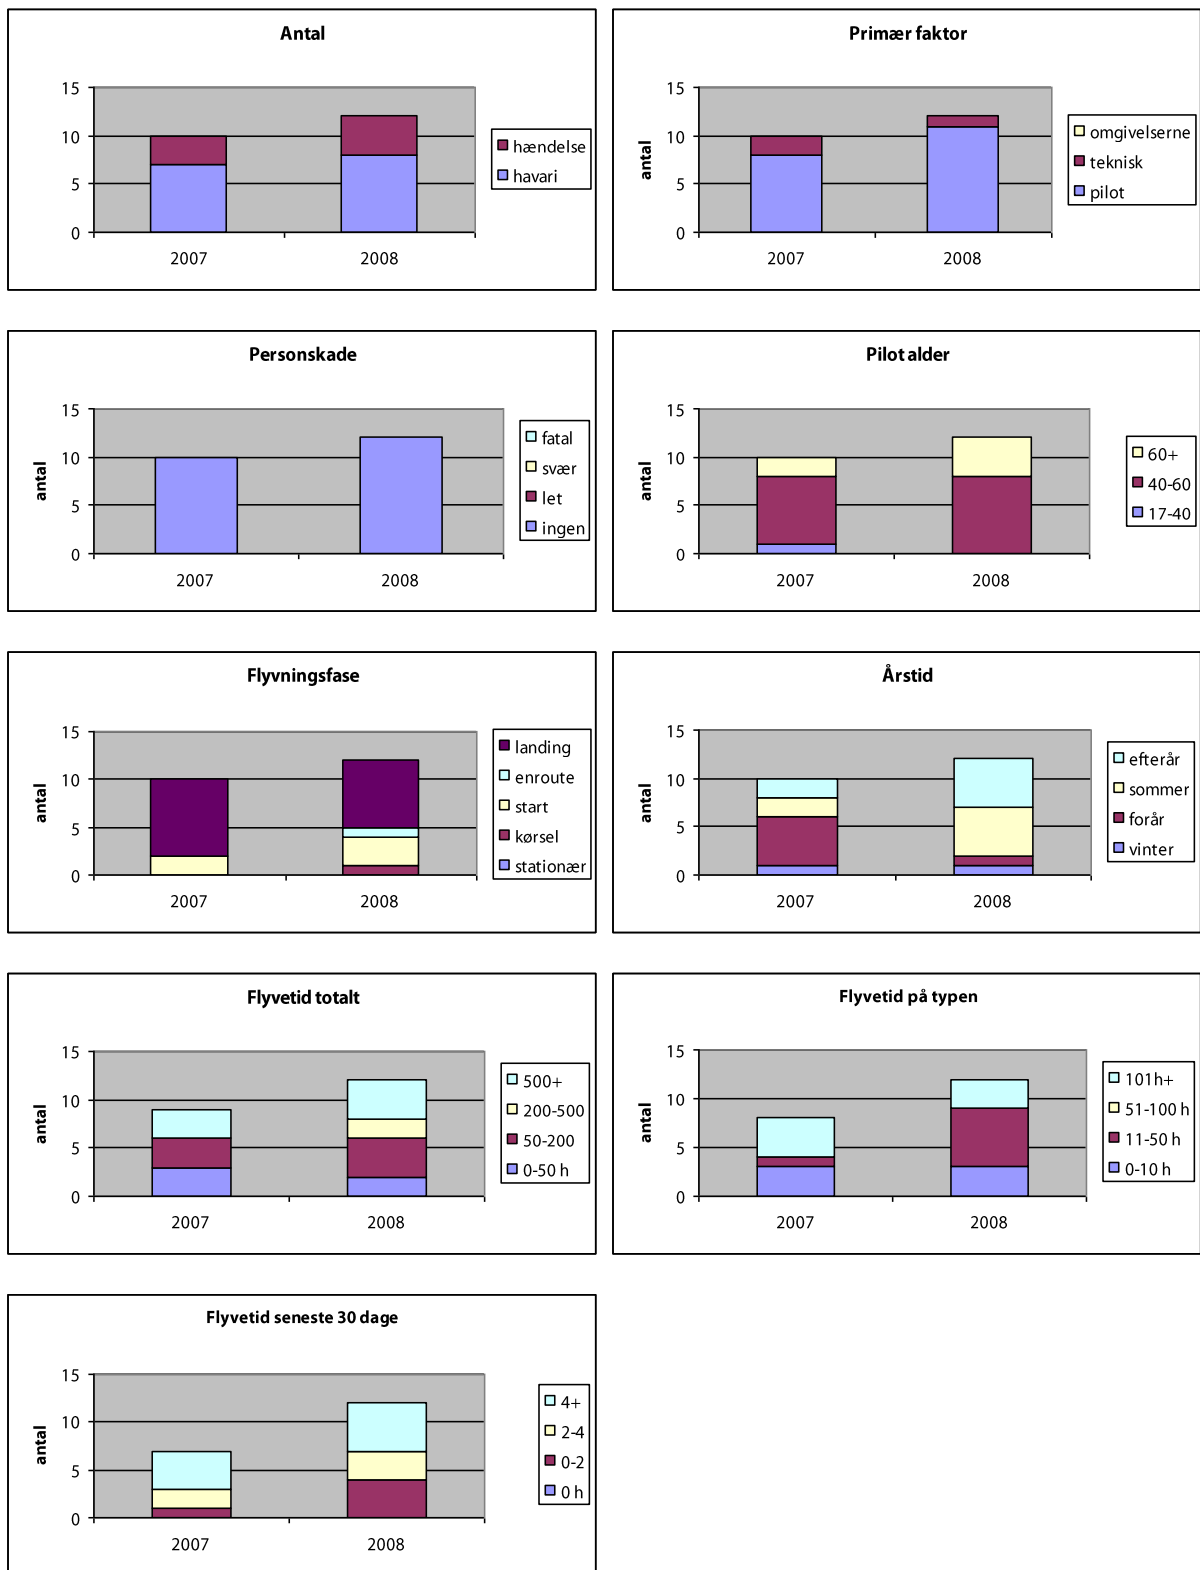 Antal
15
10
5
0
2007 2008
hændelse
havari
Primær faktor
antal
15
10
5
0
2007 2008
omgivelserne
teknisk
pilot
Personskade
antal
15
10
5
0
2007 2008
fatal
svær
let
ingen
Pilot alder
antal
15
10
5
0
2007 2008
60+
40-60
17-40
Flyvningsfase
antal
15
10
5
0
2007 2008
landing
enroute
start
kørsel
stationær
Årstid
antal
15
10
5
0
2007 2008
efterår
sommer
forår
vinter
Flyvetid totalt
antal
15
10
5
0
2007 2008
500+
200-500
50-200
0-50 h
Flyvetid på typen
antal
15
10
5
0
2007 2008
101h+
51-100 h
11-50 h
0-10 h
Flyvetid seneste 30 dage
antal
15
10
5
0
2007 2008
4+
2-4
0-2
0 h